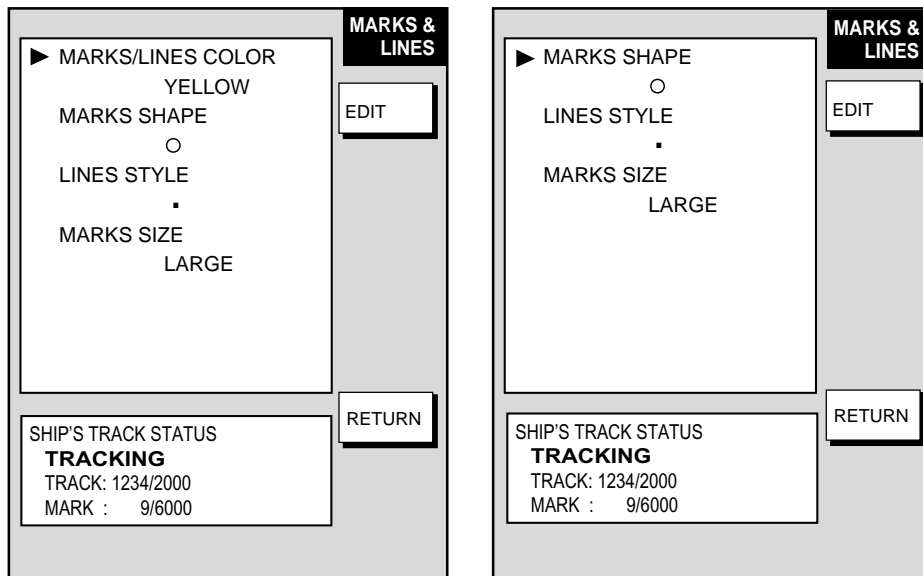 MARKS &
LINES
▶ MARKS/LINES COLOR
YELLOW
MARKS SHAPE
○
LINES STYLE
.
MARKS SIZE
LARGE
EDIT
RETURN
SHIP'S TRACK STATUS
TRACKING
TRACK: 1234/2000
MARK : 9/6000
MARKS &
LINES
▶ MARKS SHAPE
○
LINES STYLE
.
MARKS SIZE
LARGE
EDIT
RETURN
SHIP'S TRACK STATUS
TRACKING
TRACK: 1234/2000
MARK : 9/6000